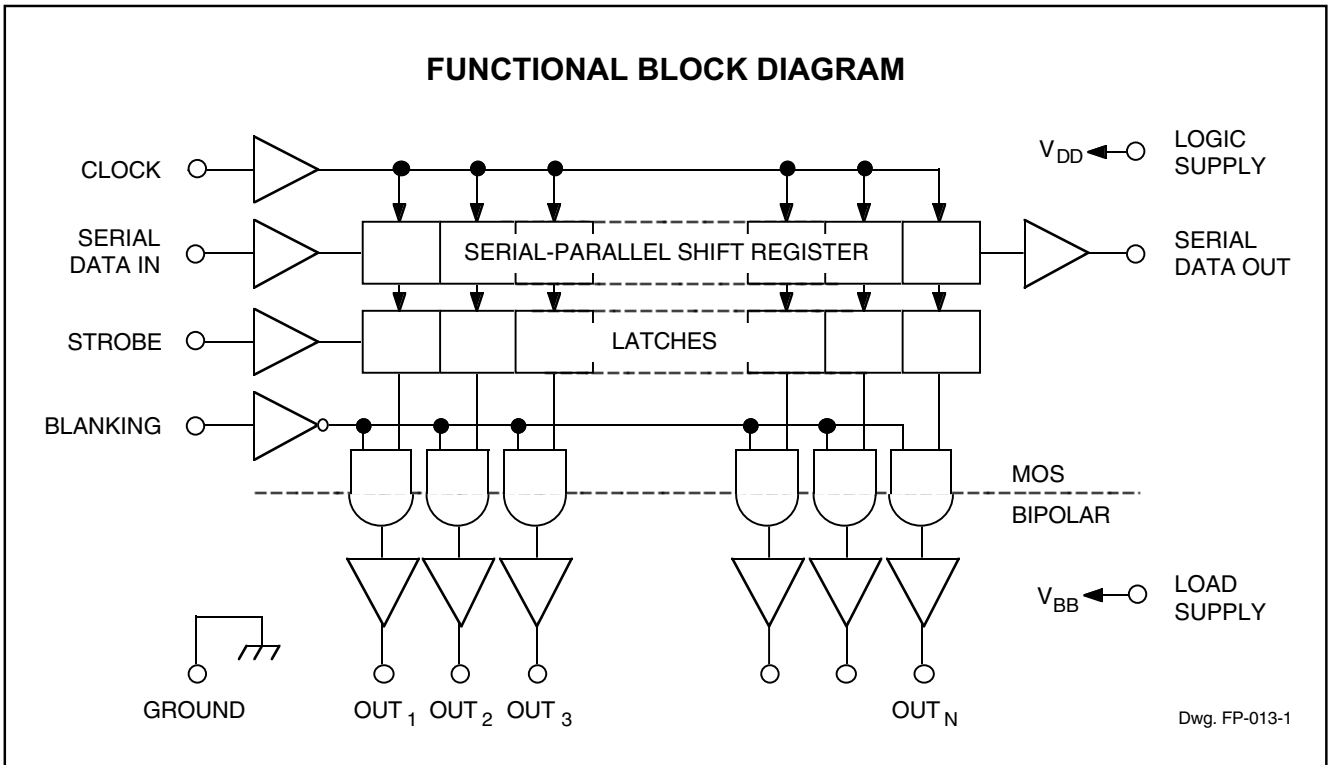 FUNCTIONAL BLOCK DIAGRAM
CLOCK
V DD
LOGIC
SUPPLY
SERIAL
DATA IN
SERIAL-PARALLEL SHIFT REGISTER
SERIAL
DATA OUT
STROBE
LATCHES
BLANKING
MOS
BIPOLAR
V BB
LOAD
SUPPLY
GROUND
OUT 1
OUT 2
OUT 3
OUT N
Dwg. FP-013-1